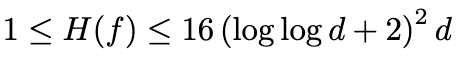 1 ≤ H(f) ≤ 16 (log log d + 2)² d